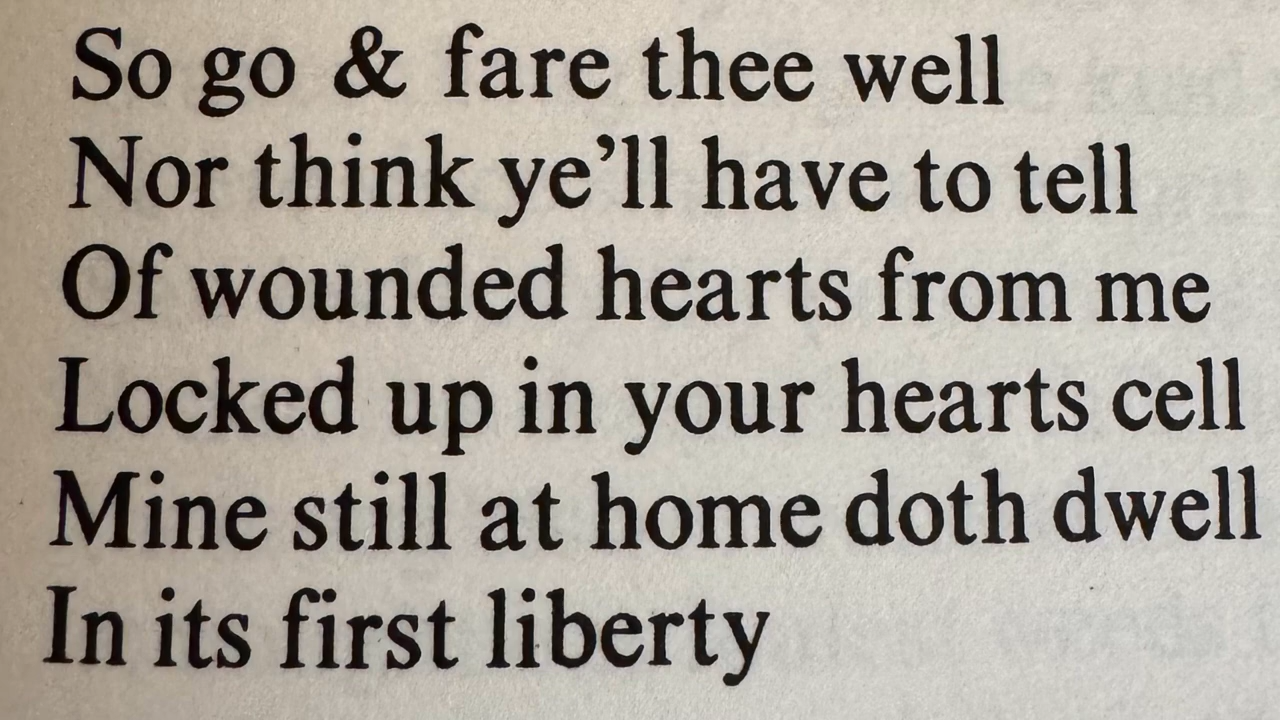 So go & fare thee well
Nor think ye’ll have to tell
Of wounded hearts from me
Locked up in your hearts cell
Mine still at home doth dwell
In its first liberty